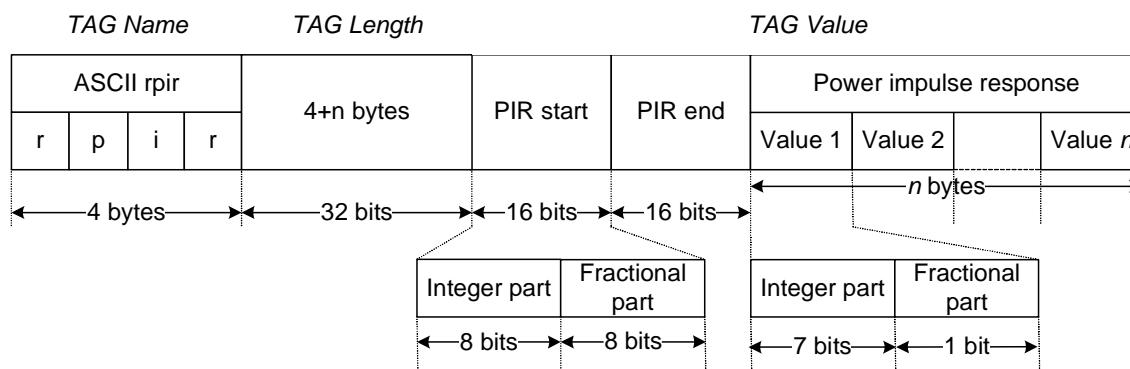 TAG Name TAG Length TAG Value
ASCII rpir
r p i r
4+n bytes
PIR start
PIR end
Power impulse response
Value 1 Value 2 Value n
4 bytes 32 bits 16 bits 16 bits n bytes
Integer part Fractional part
8 bits 8 bits
Integer part Fractional part
7 bits 1 bit